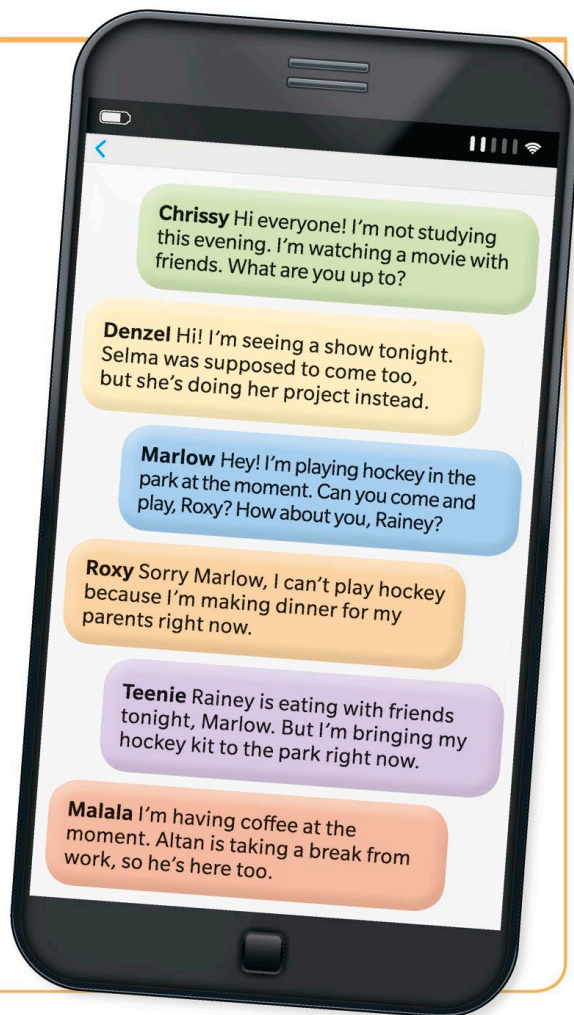 Chrissy Hi everyone! I'm not studying
this evening. I'm watching a movie with
friends. What are you up to?
Denzel Hi! I'm seeing a show tonight.
Selma was supposed to come too,
but she's doing her project instead.
Marlow Hey! I'm playing hockey in the
park at the moment. Can you come and
play, Roxy? How about you, Rainey?
Roxy Sorry Marlow, I can't play hockey
because I'm making dinner for my
parents right now.
Teenie Rainey is eating with friends
tonight, Marlow. But I'm bringing my
hockey kit to the park right now.
Malala I'm having coffee at the
moment. Altan is taking a break from
work, so he's here too.